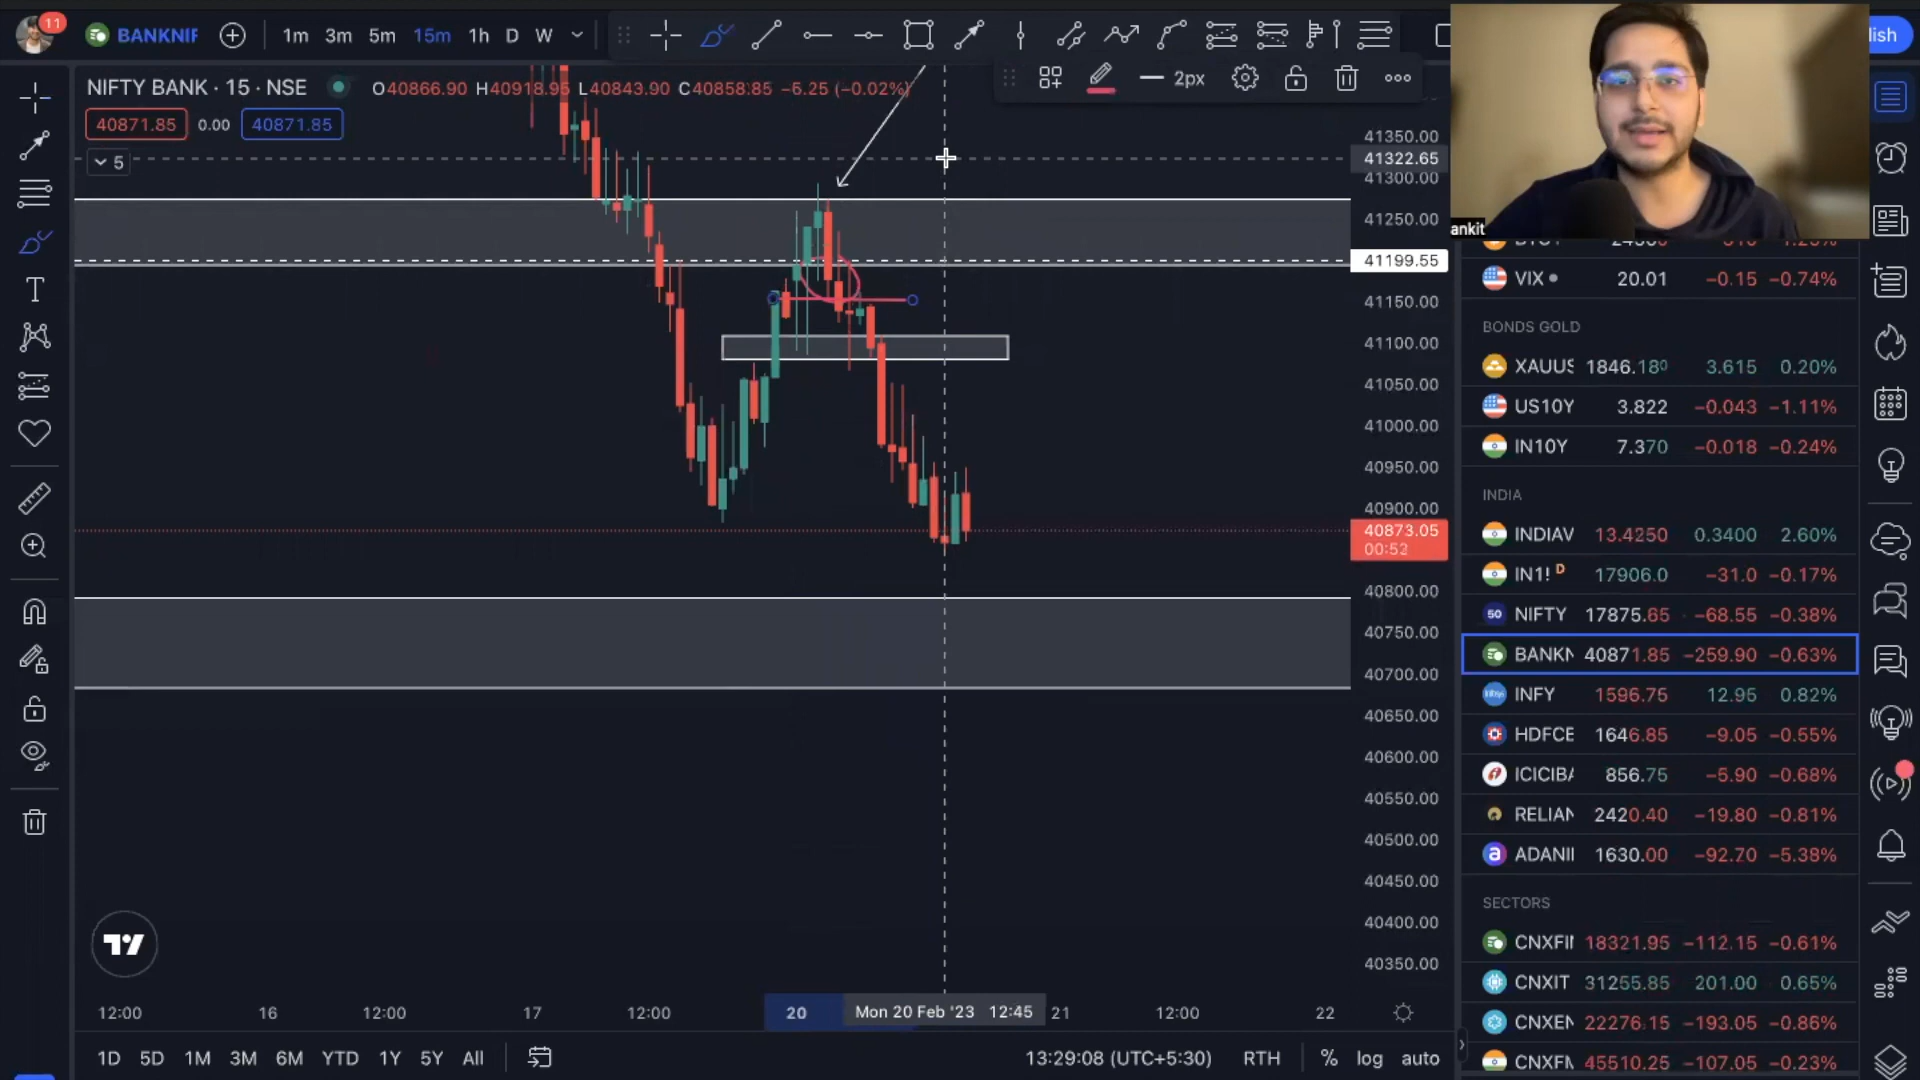 11
BANKNIF
1m 3m 5m 15m 1h D W
lish
2px
NIFTY BANK · 15 · NSE
O40866.90 H40918.95 L40843.90 C40858.85 −6.25 (−0.02%)
40871.85 0.00 40871.85
5
ankit
41350.00
41322.65
41300.00
41250.00
41199.55
41150.00
41100.00
41050.00
41000.00
40950.00
40900.00
40873.05
00:52
40800.00
40750.00
40700.00
40650.00
40600.00
40550.00
40500.00
40450.00
40400.00
40350.00
VIX 20.01 −0.15 −0.74%
BONDS GOLD
XAUUS 1846.180 3.615 0.20%
US10Y 3.822 −0.043 −1.11%
IN10Y 7.370 −0.018 −0.24%
INDIA
INDIAV 13.4250 0.3400 2.60%
IN1! D 17906.0 −31.0 −0.17%
50 NIFTY 17875.65 −68.55 −0.38%
BANKN 40871.85 −259.90 −0.63%
INFY 1596.75 12.95 0.82%
HDFCB 1646.85 −9.05 −0.55%
ICICIBA 856.75 −5.90 −0.68%
RELIAN 2420.40 −19.80 −0.81%
a ADANI 1630.00 −92.70 −5.38%
SECTORS
CNXFI 18321.95 −112.15 −0.61%
CNXIT 31255.85 201.00 0.65%
CNXEN 22276.15 −193.05 −0.86%
CNXFM 45510.25 −107.05 −0.23%
12:00 16 12:00 17 12:00 20 Mon 20 Feb '23 12:45 21 12:00 22
1D 5D 1M 3M 6M YTD 1Y 5Y All
13:29:08 (UTC+5:30) RTH % log auto